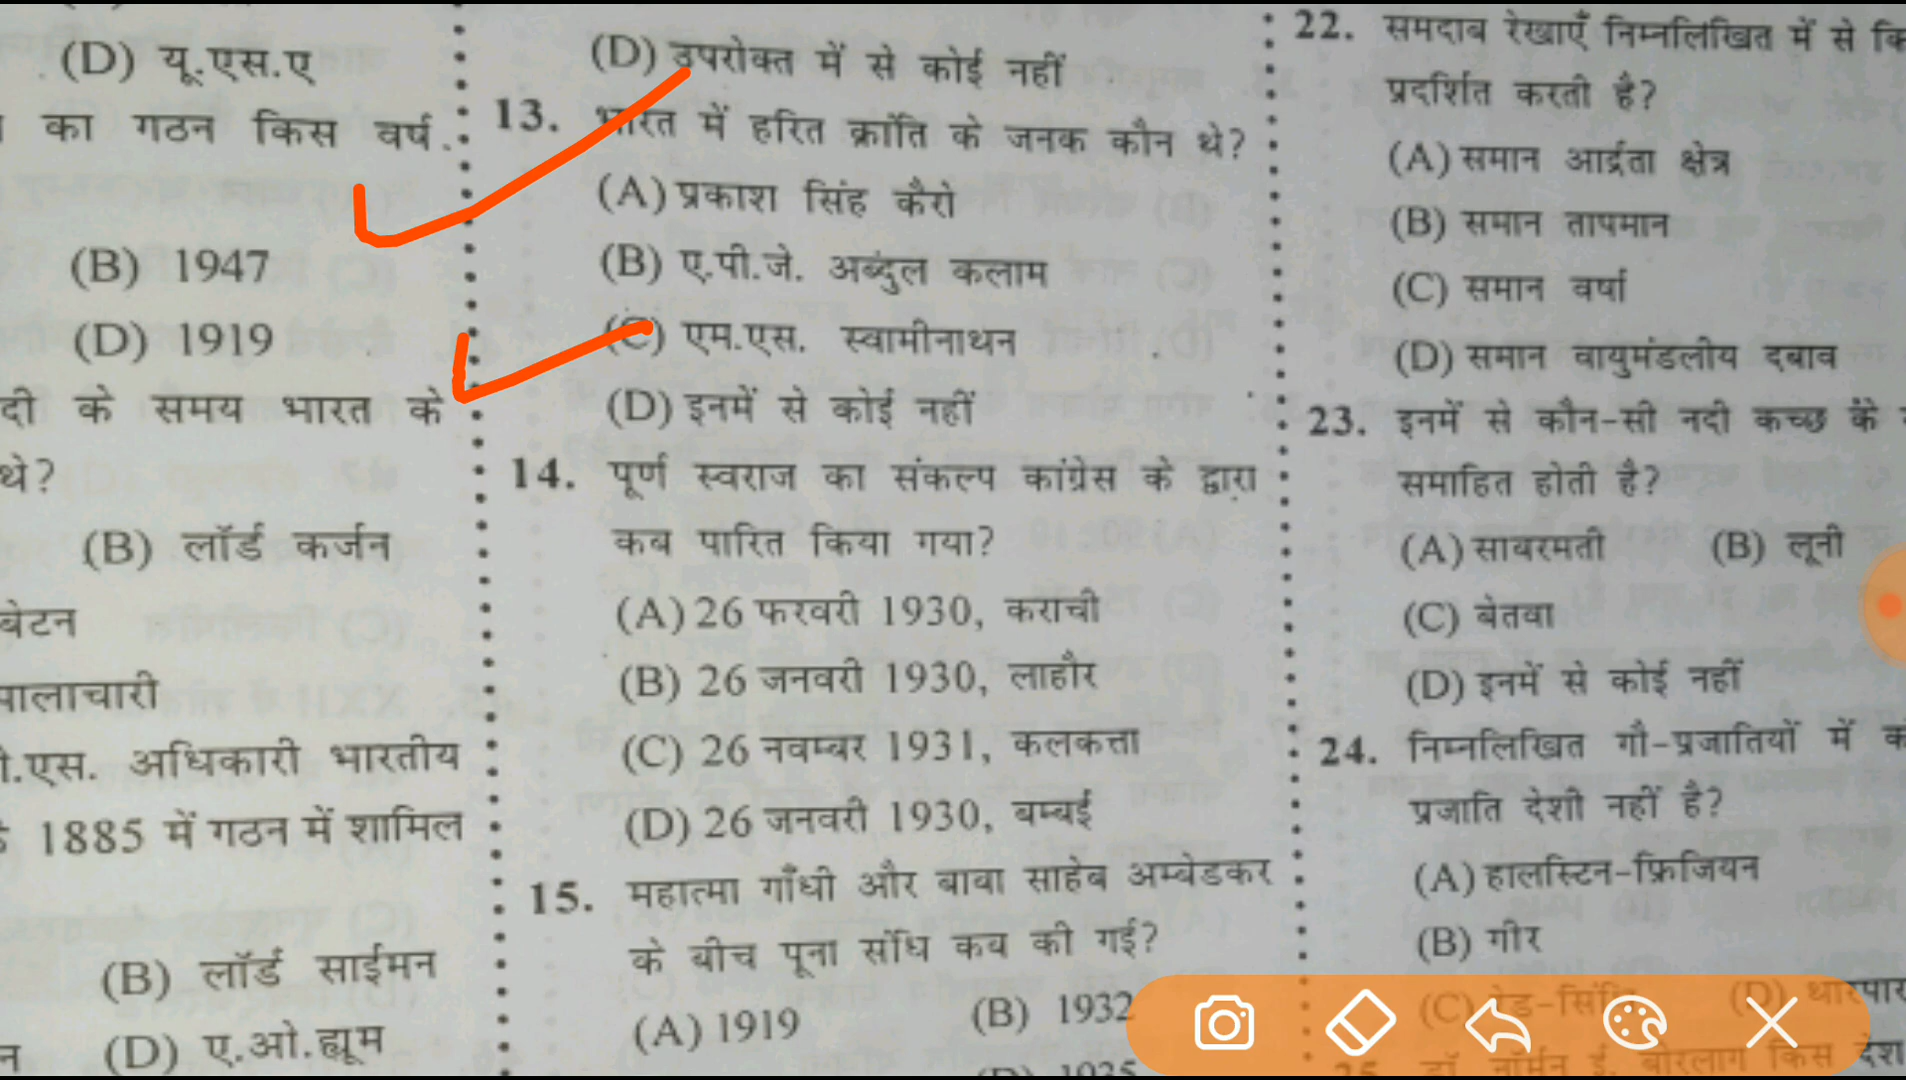 (D) यू.एस.ए
का गठन किस वर्ष
(B) 1947
(D) 1919
के समय भारत के
थे?
(B) लॉर्ड कर्जन
(B) लॉर्ड साईमन
(D) ए.ओ.ह्यूम
एस. अधिकारी भारतीय
1885 में गठन में शामिल
(D) उपरोक्त में से कोई नहीं
13. भारत में हरित क्रांति के जनक कौन थे?
(A) प्रकाश सिंह कैरो
(B) ए.पी.जे. अब्दुल कलाम
(C) एम.एस. स्वामीनाथन
(D) इनमें से कोई नहीं
14. पूर्ण स्वराज का संकल्प कांग्रेस के द्वारा
कब पारित किया गया?
(A) 26 फरवरी 1930, कराची
(B) 26 जनवरी 1930, लाहौर
(C) 26 नवम्बर 1931, कलकत्ता
(D) 26 जनवरी 1930, बम्बई
15. महात्मा गाँधी और बावा साहेब अम्बेडकर
के बीच पूना संधि कब की गई?
(A) 1919
(B) 1932
22. समदाब रेखाएँ निम्नलिखित में से
प्रदर्शित करती है?
(A) समान आर्द्रता क्षेत्र
(B) समान तापमान
(C) समान वर्षा
(D) समान वायुमंडलीय दबाव
23. इनमें से कौन-सी नदी कच्छ के
समाहित होती है?
(A) साबरमती (B) लूनी
(C) बेतवा
(D) इनमें से कोई नहीं
24. निम्नलिखित गौ-प्रजातियों में
प्रजाति देशी नहीं है?
(A) हालस्टिन-फ्रिजियन
(B) गीर
(C) रेड-सिंधि
25. डॉ नॉर्मन ई. बोरलाग किस देश